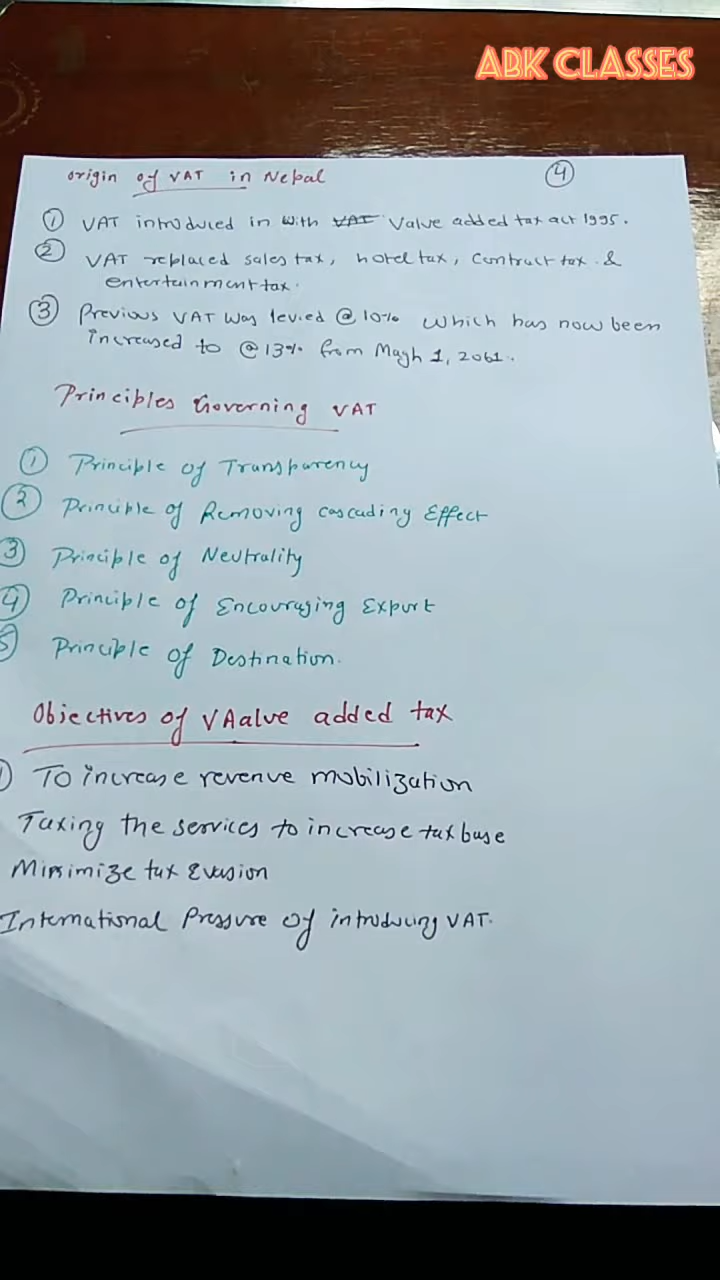 ABK CLASSES
origin of VAT in Nepal
④
① VAT introduced in with VAT Value added tax act 1995.
② VAT replaced sales tax, hotel tax, Contract tax. &
entertainment tax.
③ Previous VAT was levied @ 10% which has now been
increased to @ 13% from Magh 1, 2061.
Principles Governing VAT
① Principle of Transparency
② Principle of Removing cascading Effect
③ Principle of Neutrality
④ Principle of Encouraging Export
⑤ Principle of Destination.
Objectives of VAalue added tax
① To increase revenue mobilization
Taxing the services to increase tax base
Minimize tax Evasion
International Pressure of introducing VAT.